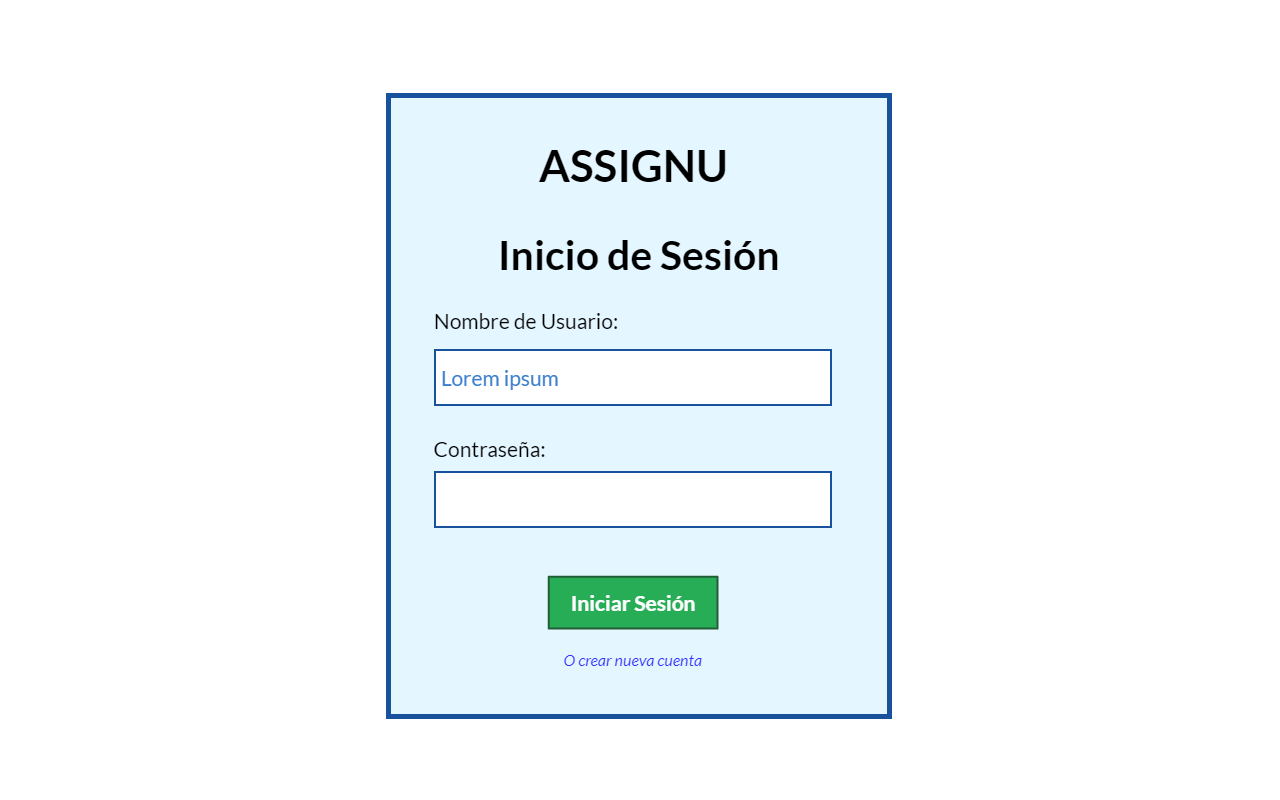 ASSIGNU
Inicio de Sesión
Nombre de Usuario:
Lorem ipsum
Contraseña:
Iniciar Sesión
O crear nueva cuenta